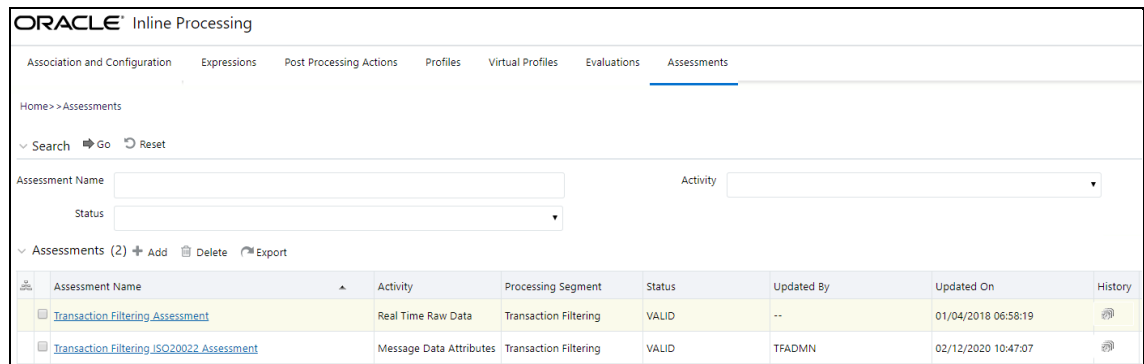 ORACLE® Inline Processing
Association and Configuration Expressions Post Processing Actions Profiles Virtual Profiles Evaluations Assessments
Home>>Assessments
Search Go Reset
Assessment Name Activity
Status
Assessments (2) Add Delete Export
Assessment Name Activity Processing Segment Status Updated By Updated On History
Transaction Filtering Assessment Real Time Raw Data Transaction Filtering VALID -- 01/04/2018 06:58:19
Transaction Filtering ISO20022 Assessment Message Data Attributes Transaction Filtering VALID TFADMN 02/12/2020 10:47:07